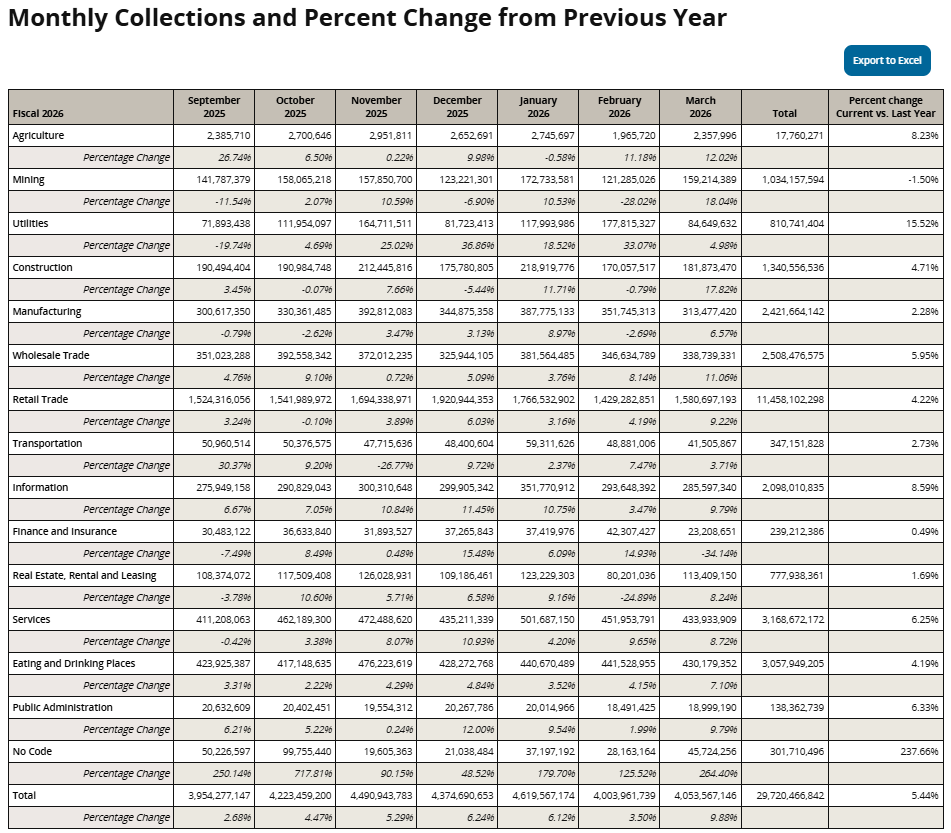 Monthly Collections and Percent Change from Previous Year
Export to Excel
Fiscal 2026 September 2025 October 2025 November 2025 December 2025 January 2026 February 2026 March 2026 Total Percent change Current vs. Last Year
Agriculture 2,385,710 2,700,646 2,951,811 2,652,691 2,745,697 1,965,720 2,357,996 17,760,271 8.23%
Percentage Change 26.74% 6.50% 0.22% 9.98% -0.58% 11.18% 12.02%
Mining 141,787,379 158,065,218 157,850,700 123,221,301 172,733,581 121,285,026 159,214,389 1,034,157,594 -1.50%
Percentage Change -11.54% 2.07% 10.59% -6.90% 10.53% -28.02% 18.04%
Utilities 71,893,438 111,954,097 164,711,511 81,723,413 117,993,986 177,815,327 84,649,632 810,741,404 15.52%
Percentage Change -19.74% 4.69% 25.02% 36.86% 18.52% 33.07% 4.98%
Construction 190,494,404 190,984,748 212,445,816 175,780,805 218,919,776 170,057,517 181,873,470 1,340,556,536 4.71%
Percentage Change 3.45% -0.07% 7.66% -5.44% 11.71% -0.79% 17.82%
Manufacturing 300,617,350 330,361,485 392,812,083 344,875,358 387,775,133 351,745,313 313,477,420 2,421,664,142 2.28%
Percentage Change -0.79% -2.62% 3.47% 3.13% 8.97% -2.69% 6.57%
Wholesale Trade 351,023,288 392,558,342 372,012,235 325,944,105 381,564,485 346,634,789 338,739,331 2,508,476,575 5.95%
Percentage Change 4.76% 9.10% 0.72% 5.09% 3.76% 8.14% 11.06%
Retail Trade 1,524,316,056 1,541,989,972 1,694,338,971 1,920,944,353 1,766,532,902 1,429,282,851 1,580,697,193 11,458,102,298 4.22%
Percentage Change 3.24% -0.10% 3.89% 6.03% 3.16% 4.19% 9.22%
Transportation 50,960,514 50,376,575 47,715,636 48,400,604 59,311,626 48,881,006 41,505,867 347,151,828 2.73%
Percentage Change 30.37% 9.20% -26.77% 9.72% 2.37% 7.47% 3.71%
Information 275,949,158 290,829,043 300,310,648 299,905,342 351,770,912 293,648,392 285,597,340 2,098,010,835 8.59%
Percentage Change 6.67% 7.05% 10.84% 11.45% 10.75% 3.47% 9.79%
Finance and Insurance 30,483,122 36,633,840 31,893,527 37,265,843 37,419,976 42,307,427 23,208,651 239,212,386 0.49%
Percentage Change -7.49% 8.49% 0.48% 15.48% 6.09% 14.93% -34.14%
Real Estate, Rental and Leasing 108,374,072 117,509,408 126,028,931 109,186,461 123,229,303 80,201,036 113,409,150 777,938,361 1.69%
Percentage Change -3.78% 10.60% 5.71% 6.58% 9.16% -24.89% 8.24%
Services 411,208,063 462,189,300 472,488,620 435,211,339 501,687,150 451,953,791 433,933,909 3,168,672,172 6.25%
Percentage Change -0.42% 3.38% 8.07% 10.93% 4.20% 9.65% 8.72%
Eating and Drinking Places 423,925,387 417,148,635 476,223,619 428,272,768 440,670,489 441,528,955 430,179,352 3,057,949,205 4.19%
Percentage Change 3.31% 2.22% 4.29% 4.84% 3.52% 4.15% 7.10%
Public Administration 20,632,609 20,402,451 19,554,312 20,267,786 20,014,966 18,491,425 18,999,190 138,362,739 6.33%
Percentage Change 6.21% 5.22% 0.24% 12.00% 9.54% 1.99% 9.79%
No Code 50,226,597 99,755,440 19,605,363 21,038,484 37,197,192 28,163,164 45,724,256 301,710,496 237.66%
Percentage Change 250.14% 717.81% 90.15% 48.52% 179.70% 125.52% 264.40%
Total 3,954,277,147 4,223,459,200 4,490,943,783 4,374,690,653 4,619,567,174 4,003,961,739 4,053,567,146 29,720,466,842 5.44%
Percentage Change 2.68% 4.47% 5.29% 6.24% 6.12% 3.50% 9.88%